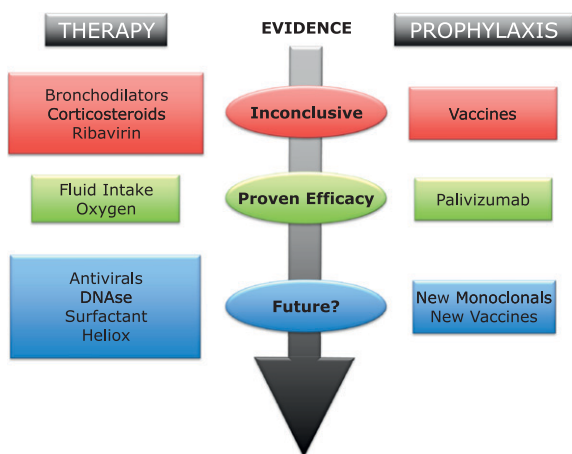 THERAPY
EVIDENCE
PROPHYLAXIS
Bronchodilators
Corticosteroids
Ribavirin
Inconclusive
Vaccines
Fluid Intake
Oxygen
Proven Efficacy
Palivizumab
Antivirals
DNAse
Surfactant
Heliox
Future?
New Monoclonals
New Vaccines